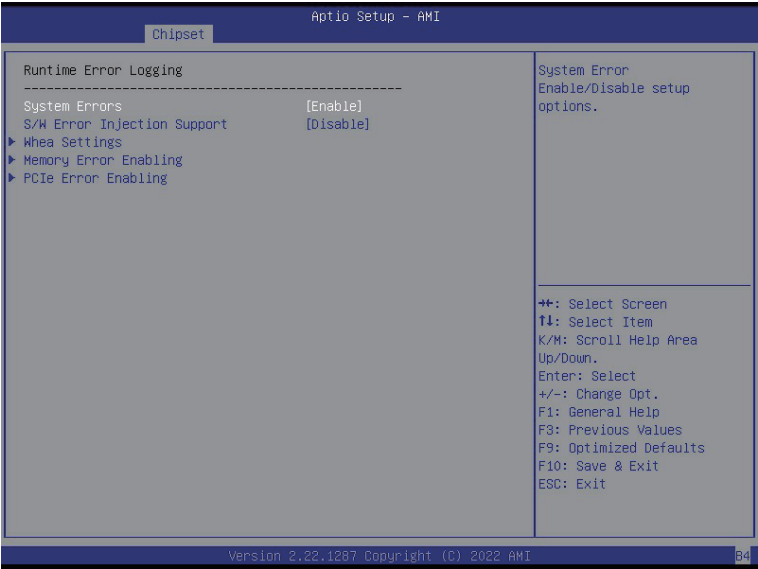 Aptio Setup – AMI
Chipset
Runtime Error Logging
--------------------------------------------------
System Errors [Enable]
S/W Error Injection Support [Disable]
Whea Settings
Memory Error Enabling
PCIe Error Enabling
System Error
Enable/Disable setup
options.
→←: Select Screen
↑↓: Select Item
K/M: Scroll Help Area
Up/Down.
Enter: Select
+/-: Change Opt.
F1: General Help
F3: Previous Values
F9: Optimized Defaults
F10: Save & Exit
ESC: Exit
Version 2.22.1287 Copyright (C) 2022 AMI
B4